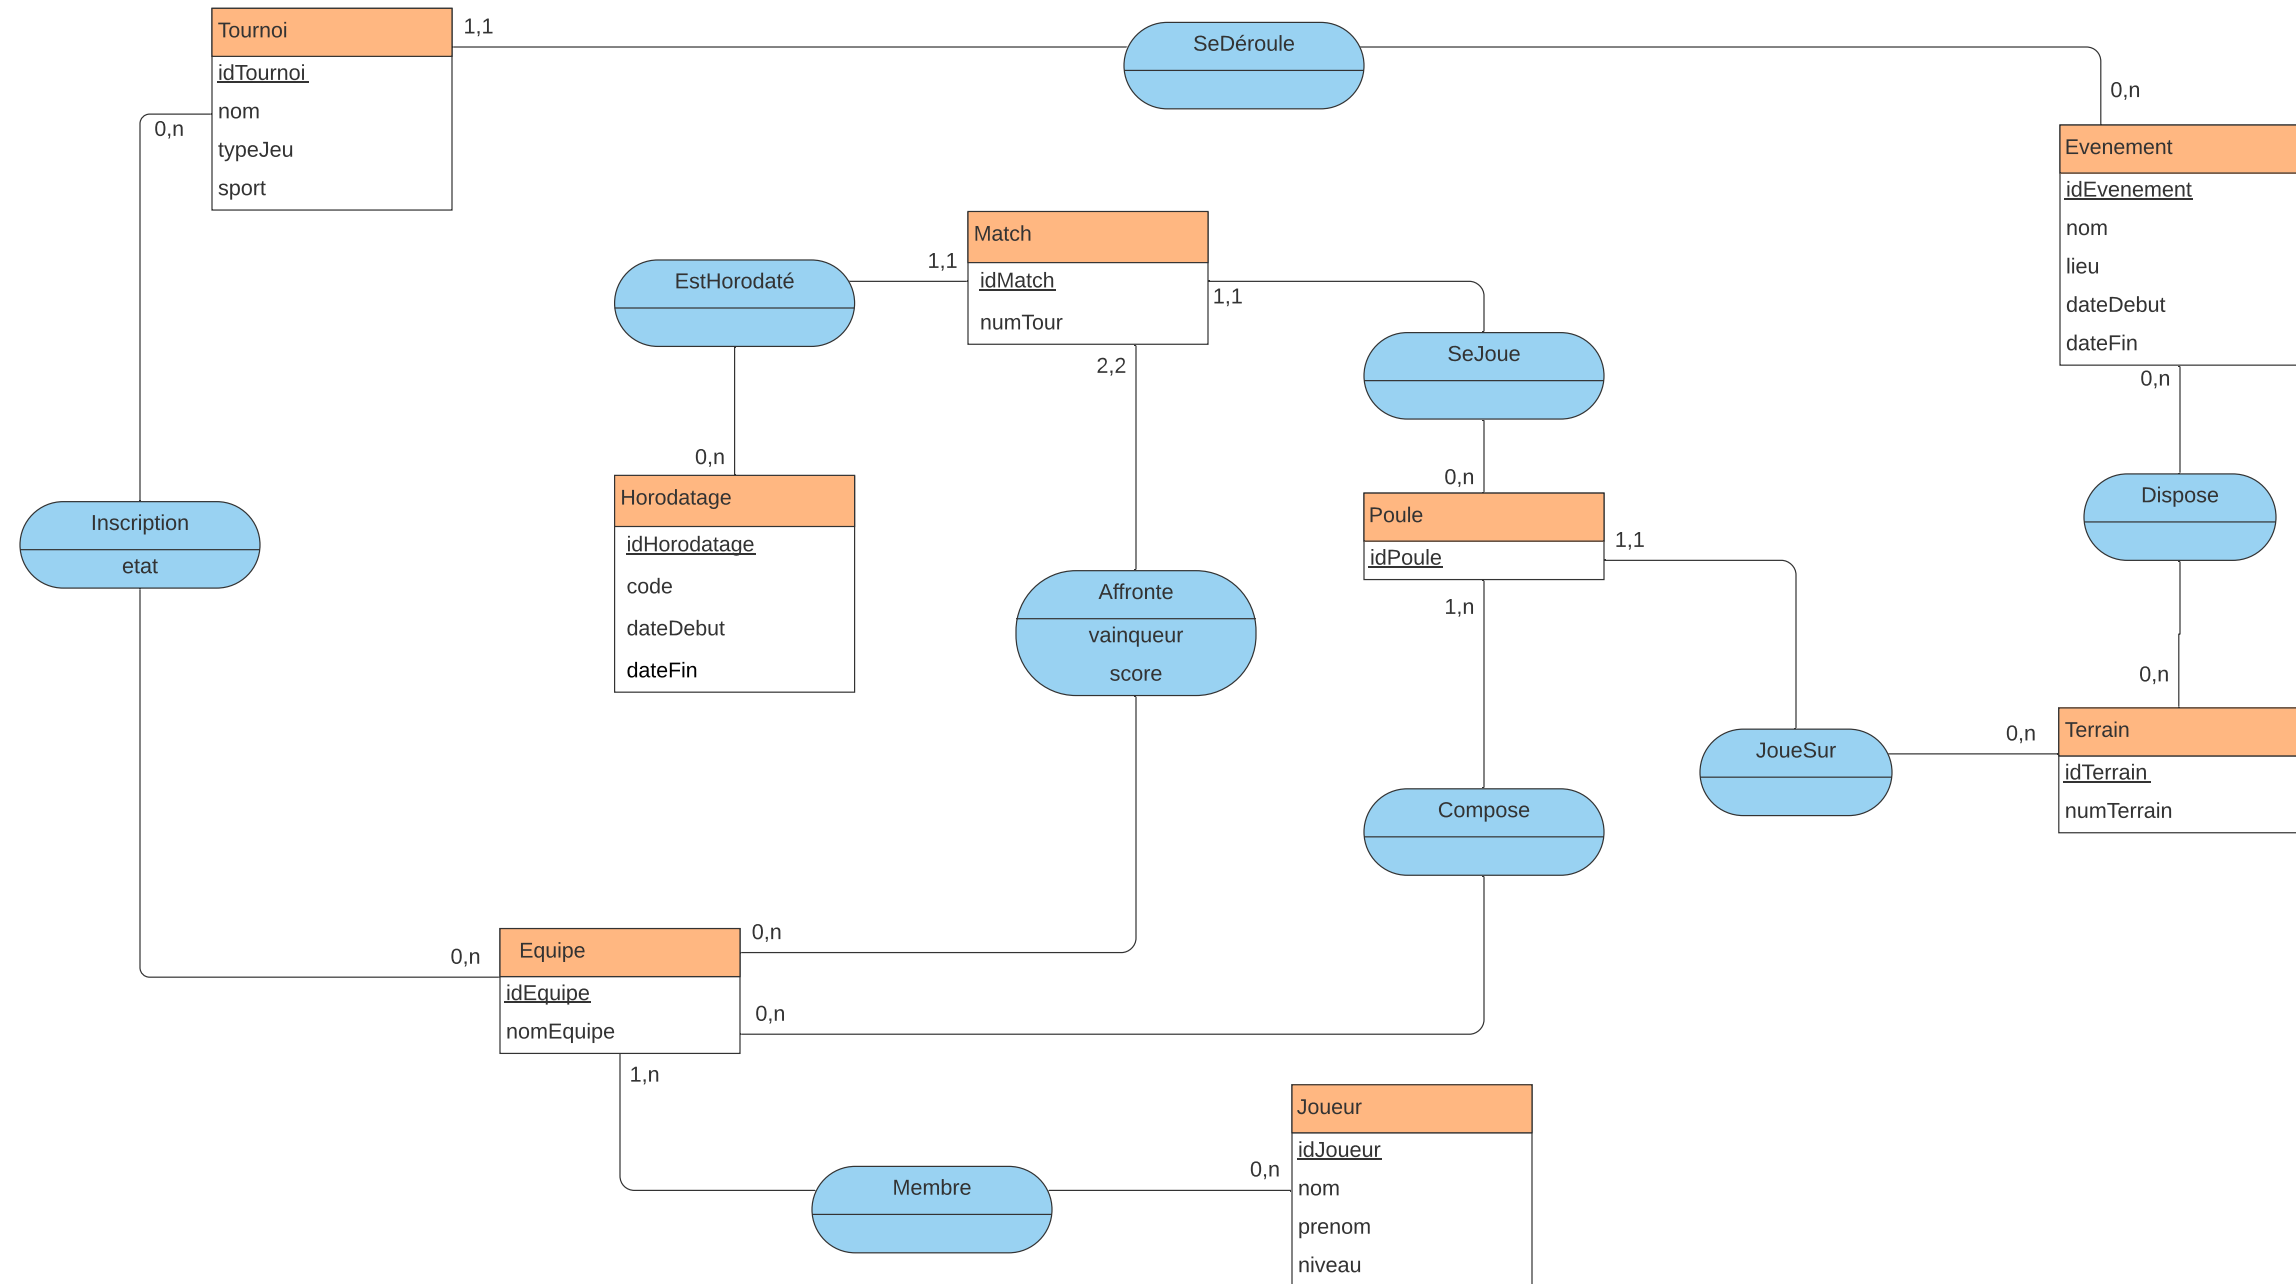 Tournoi
idTournoi
nom
typeJeu
sport
1,1
0,n
SeDéroule
0,n
Evenement
idEvenement
nom
lieu
dateDebut
dateFin
0,n
Match
idMatch
numTour
1,1
1,1
2,2
EstHorodaté
SeJoue
0,n
Horodatage
idHorodatage
code
dateDebut
dateFin
0,n
Poule
idPoule
1,1
1,n
Dispose
0,n
Inscription
etat
Affronte
vainqueur
score
Terrain
idTerrain
numTerrain
0,n
JoueSur
Compose
Equipe
idEquipe
nomEquipe
0,n
0,n
0,n
1,n
Membre
0,n
Joueur
idJoueur
nom
prenom
niveau